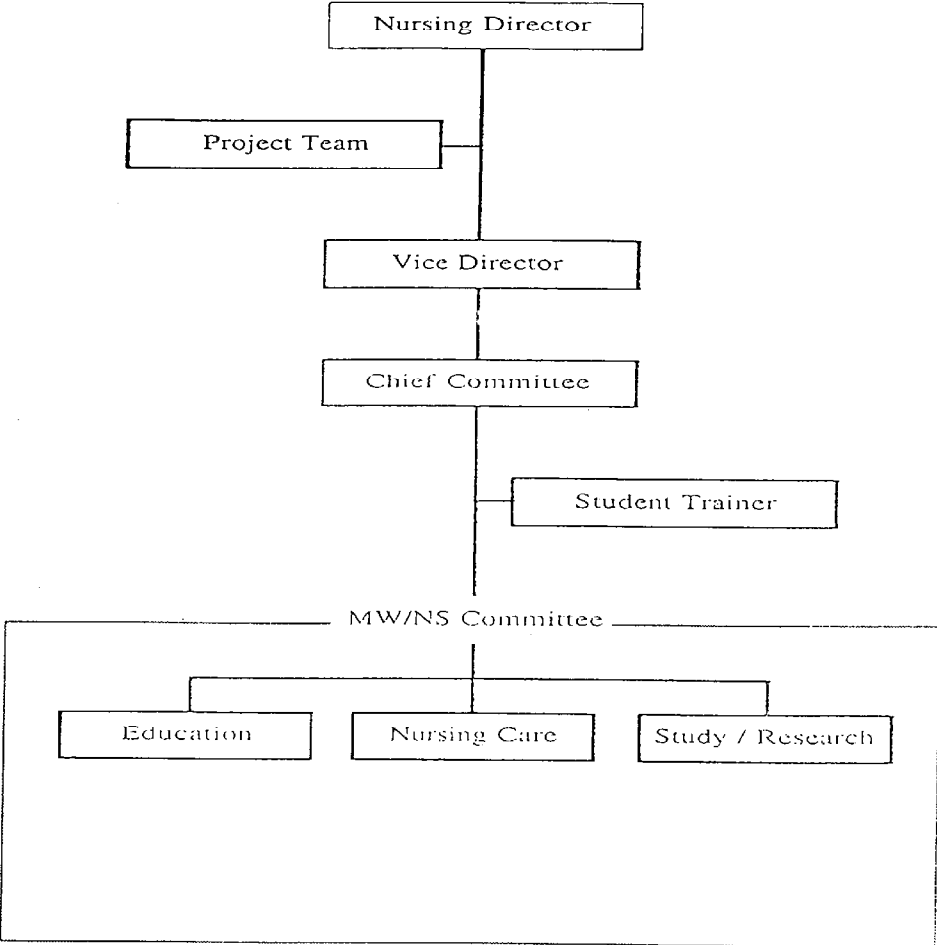 Nursing Director
Project Team
Vice Director
Chief Committee
Student Trainer
MW/NS Committee
Education
Nursing Care
Study / Research